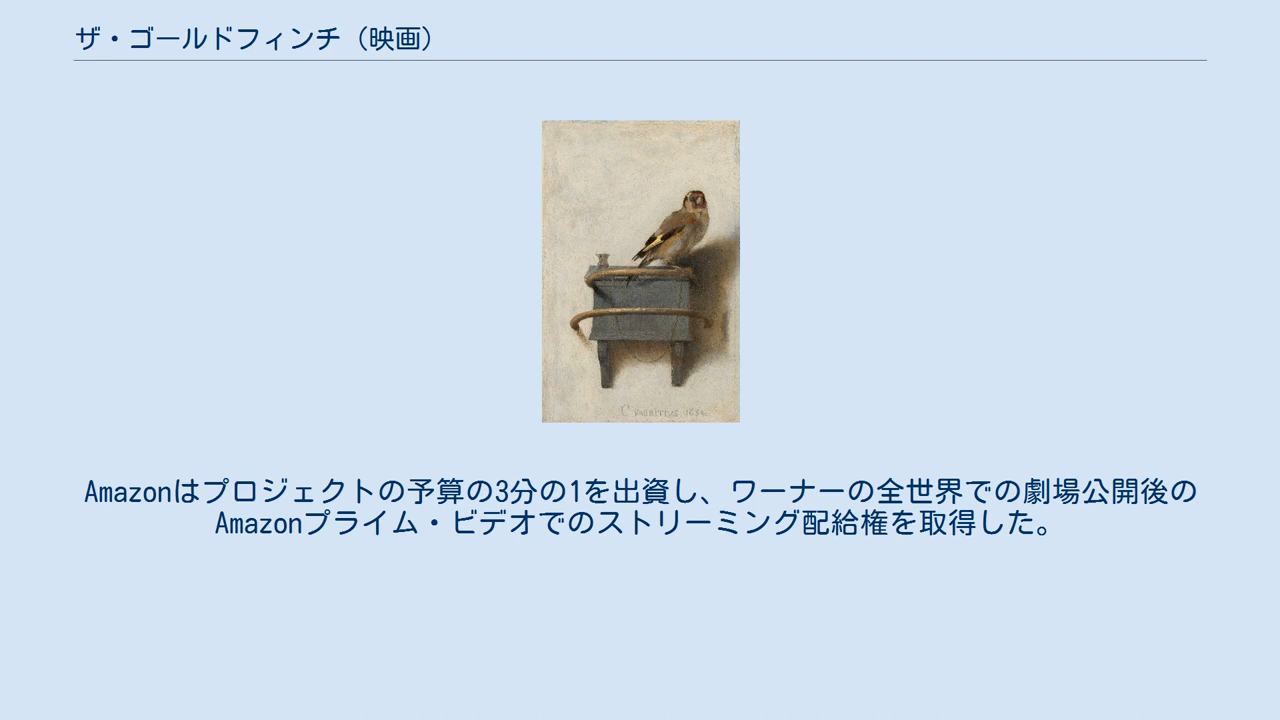 ザ・ゴールドフィンチ（映画）
C FABRITIVS 1654
Amazonはプロジェクトの予算の3分の1を出資し、ワーナーの全世界での劇場公開後の
Amazonプライム・ビデオでのストリーミング配給権を取得した。